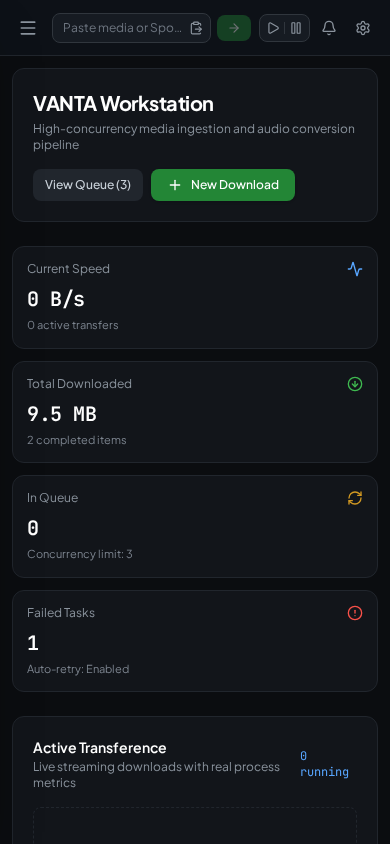 Paste media or Spo...
VANTA Workstation
High-concurrency media ingestion and audio conversion
pipeline
View Queue (3)
New Download
Current Speed
0 B/s
0 active transfers
Total Downloaded
9.5 MB
2 completed items
In Queue
0
Concurrency limit: 3
Failed Tasks
1
Auto-retry: Enabled
Active Transference
Live streaming downloads with real process
metrics
0
running